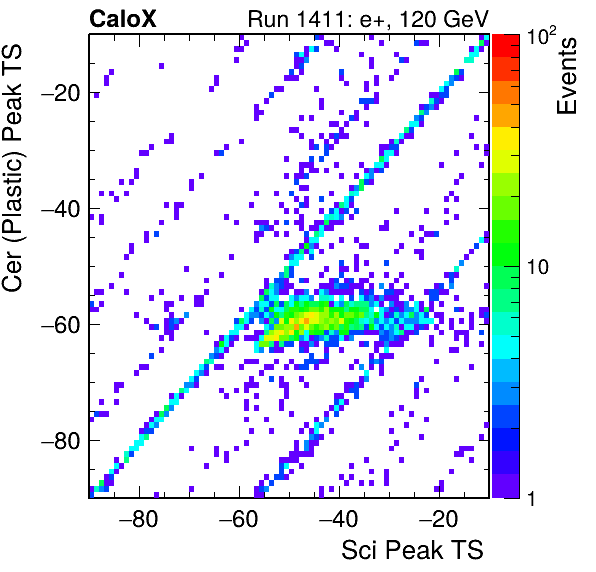 CaloX Run 1411: e+, 120 GeV
Cer (Plastic) Peak TS
−20
−40
−60
−80
−80 −60 −40 −20
Sci Peak TS
10²
10
1
Events